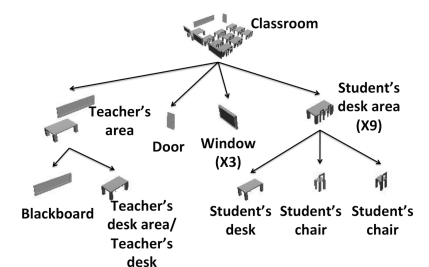 Classroom
Teacher's
area
Door
Window
(X3)
Student's
desk area
(X9)
Blackboard
Teacher's
desk area/
Teacher's
desk
Student's
desk
Student's
chair
Student's
chair